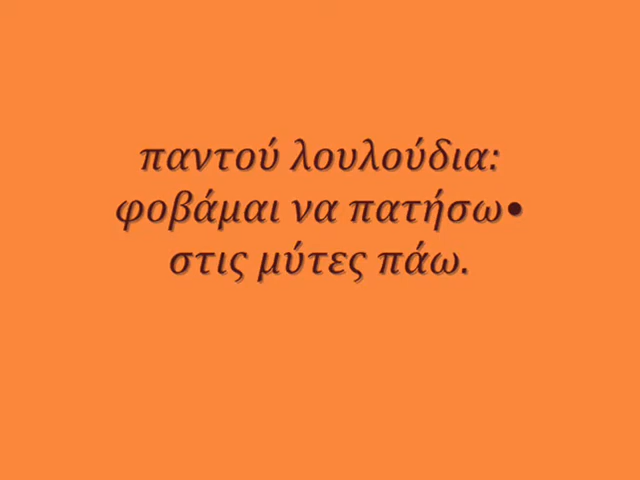 παντού λουλούδια:
φοβάμαι να πατήσω•
στις μύτες πάω.